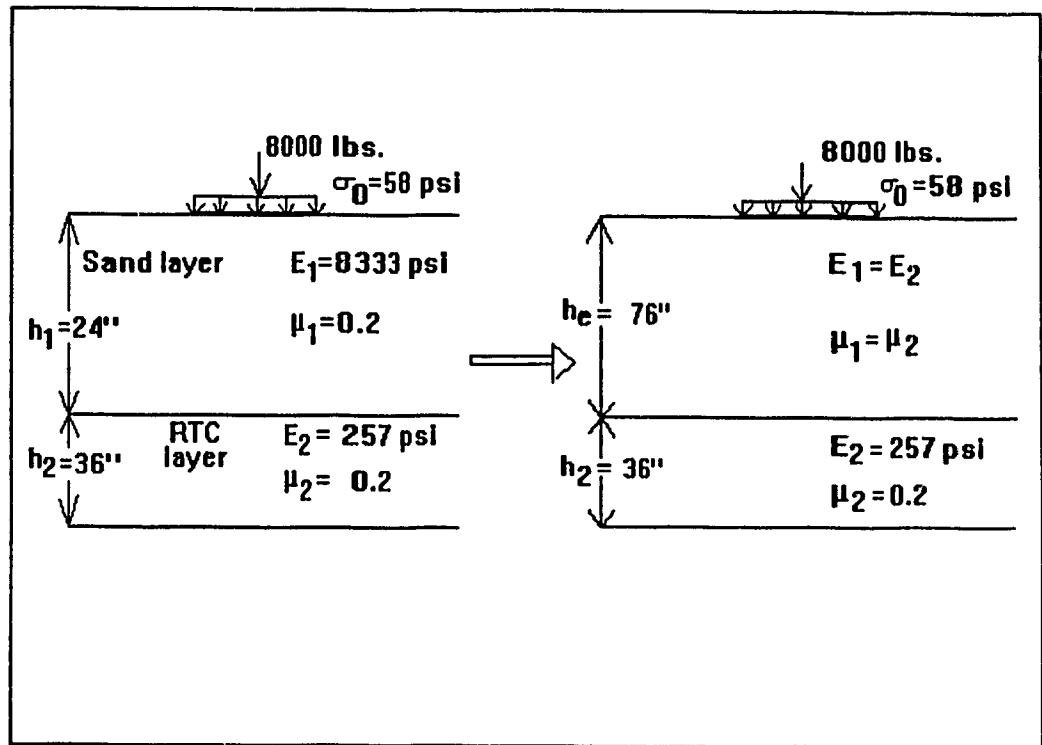 8000 lbs.
σ0=58 psi
Sand layer
E1=8333 psi
h1=24"
μ1=0.2
RTC
layer
E2= 257 psi
h2=36"
μ2= 0.2
8000 lbs.
σ0=58 psi
E1=E2
he= 76"
μ1=μ2
E2=257 psi
h2= 36"
μ2=0.2